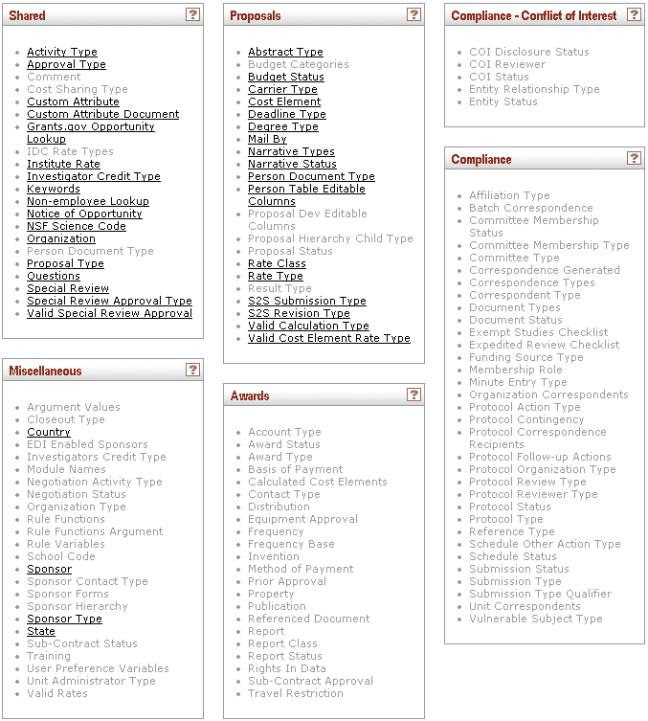 Shared ?
Activity Type
Approval Type
Comment
Cost Sharing Type
Custom Attribute
Custom Attribute Document
Grants.gov Opportunity
Lookup
IDC Rate Types
Institute Rate
Investigator Credit Type
Keywords
Non-employee Lookup
Notice of Opportunity
NSF Science Code
Organization
Person Document Type
Proposal Type
Questions
Special Review
Special Review Approval Type
Valid Special Review Approval
Miscellaneous ?
Argument Values
Closeout Type
Country
EDI Enabled Sponsors
Investigators Credit Type
Module Names
Negotiation Activity Type
Negotiation Status
Organization Type
Rule Functions
Rule Functions Argument
Rule Variables
School Code
Sponsor
Sponsor Contact Type
Sponsor Forms
Sponsor Hierarchy
Sponsor Type
State
Sub-Contract Status
Training
User Preference Variables
Unit Administrator Type
Valid Rates
Proposals ?
Abstract Type
Budget Categories
Budget Status
Carrier Type
Cost Element
Deadline Type
Degree Type
Mail By
Narrative Types
Narrative Status
Person Document Type
Person Table Editable
Columns
Proposal Dev Editable
Columns
Proposal Hierarchy Child Type
Proposal Status
Rate Class
Rate Type
Result Type
S2S Submission Type
S2S Revision Type
Valid Calculation Type
Valid Cost Element Rate Type
Awards ?
Account Type
Award Status
Award Type
Basis of Payment
Calculated Cost Elements
Contact Type
Distribution
Equipment Approval
Frequency
Frequency Base
Invention
Method of Payment
Prior Approval
Property
Publication
Referenced Document
Report
Report Class
Report Status
Rights In Data
Sub-Contract Approval
Travel Restriction
Compliance - Conflict of Interest ?
COI Disclosure Status
COI Reviewer
COI Status
Entity Relationship Type
Entity Status
Compliance ?
Affiliation Type
Batch Correspondence
Committee Membership
Status
Committee Membership Type
Committee Type
Correspondence Generated
Correspondence Types
Correspondent Type
Document Types
Document Status
Exempt Studies Checklist
Expedited Review Checklist
Funding Source Type
Membership Role
Minute Entry Type
Organization Correspondents
Protocol Action Type
Protocol Contingency
Protocol Correspondence
Recipients
Protocol Follow-up Actions
Protocol Organization Type
Protocol Review Type
Protocol Reviewer Type
Protocol Status
Protocol Type
Reference Type
Schedule Other Action Type
Schedule Status
Submission Status
Submission Type
Submission Type Qualifier
Unit Correspondents
Vulnerable Subject Type